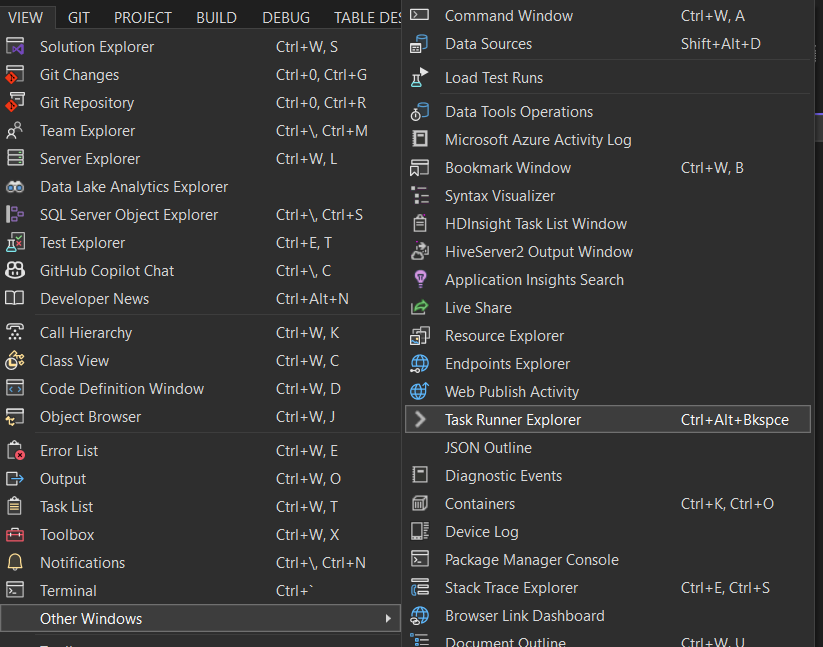 VIEW GIT PROJECT BUILD DEBUG TABLE DES
Solution Explorer Ctrl+W, S
Git Changes Ctrl+0, Ctrl+G
Git Repository Ctrl+0, Ctrl+R
Team Explorer Ctrl+\, Ctrl+M
Server Explorer Ctrl+W, L
Data Lake Analytics Explorer
SQL Server Object Explorer Ctrl+\, Ctrl+S
Test Explorer Ctrl+E, T
GitHub Copilot Chat Ctrl+\, C
Developer News Ctrl+Alt+N
Call Hierarchy Ctrl+W, K
Class View Ctrl+W, C
Code Definition Window Ctrl+W, D
Object Browser Ctrl+W, J
Error List Ctrl+W, E
Output Ctrl+W, O
Task List Ctrl+W, T
Toolbox Ctrl+W, X
Notifications Ctrl+\, Ctrl+N
Terminal Ctrl+`
Other Windows
Command Window Ctrl+W, A
Data Sources Shift+Alt+D
Load Test Runs
Data Tools Operations
Microsoft Azure Activity Log
Bookmark Window Ctrl+W, B
Syntax Visualizer
HDInsight Task List Window
HiveServer2 Output Window
Application Insights Search
Live Share
Resource Explorer
Endpoints Explorer
Web Publish Activity
Task Runner Explorer Ctrl+Alt+Bkspce
JSON Outline
Diagnostic Events
Containers Ctrl+K, Ctrl+O
Device Log
Package Manager Console
Stack Trace Explorer Ctrl+E, Ctrl+S
Browser Link Dashboard
Document Outline Ctrl+W, U